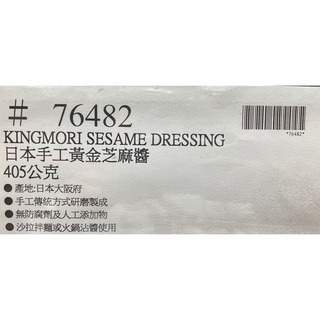 # 76482
*76482*
KINGMORI SESAME DRESSING
日本手工黃金芝麻醬
405公克
●產地:日本大阪府
●手工傳統方式研磨製成
●無防腐劑及人工添加物
●沙拉拌麵或火鍋沾醬使用